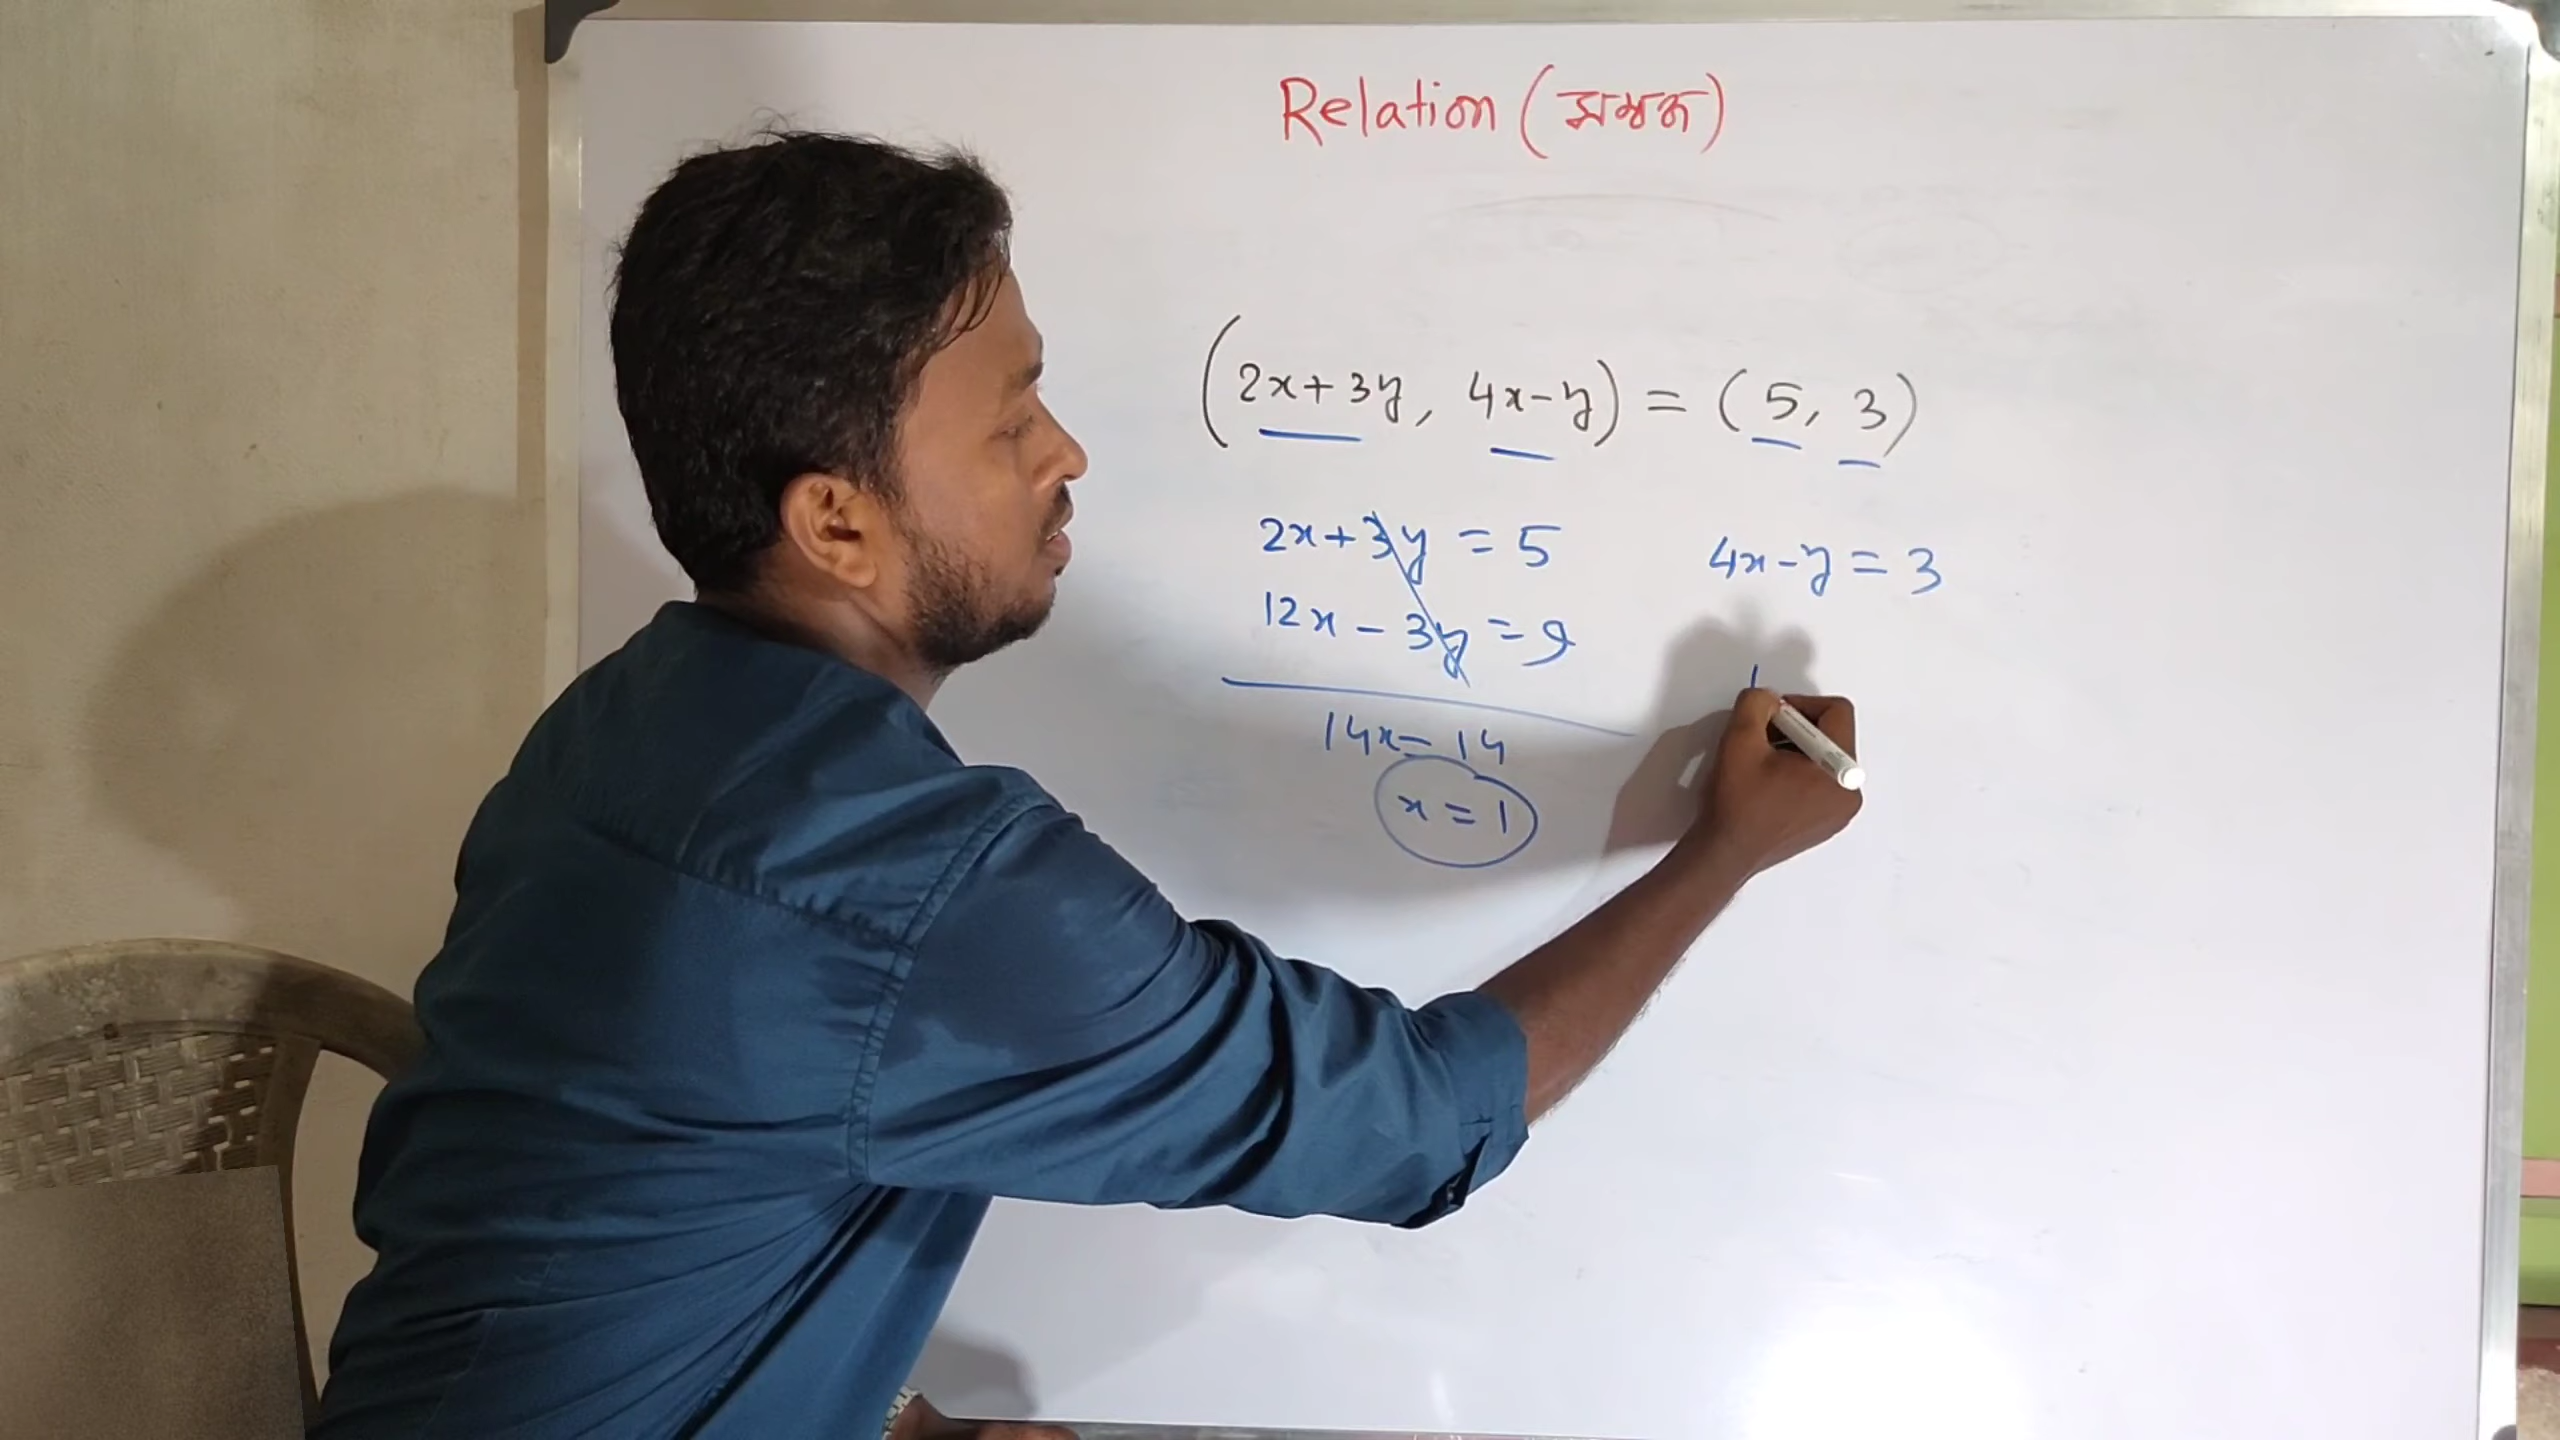 Relation (সম্বন্ধ)
(2x+3y, 4x-y) = (5, 3)
2x+3y = 5    4x-y = 3
12x - 3y = 9
14x = 14
x = 1